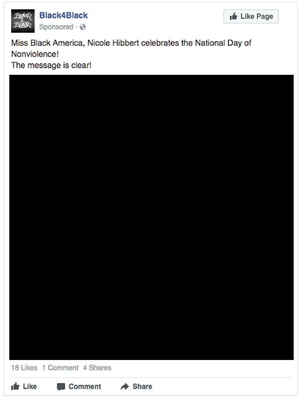 Black4Black
Like Page
Sponsored ·
Miss Black America, Nicole Hibbert celebrates the National Day of
Nonviolence!
The message is clear!
18 Likes 1 Comment 4 Shares
Like Comment Share